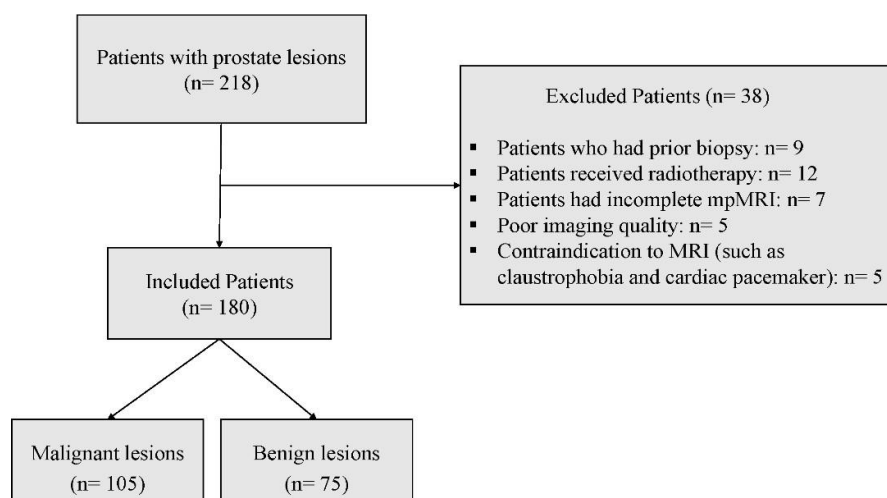 Patients with prostate lesions
(n= 218)
Excluded Patients (n= 38)
▪ Patients who had prior biopsy: n= 9
▪ Patients received radiotherapy: n= 12
▪ Patients had incomplete mpMRI: n= 7
▪ Poor imaging quality: n= 5
▪ Contraindication to MRI (such as
claustrophobia and cardiac pacemaker): n= 5
Included Patients
(n= 180)
Malignant lesions
(n= 105)
Benign lesions
(n= 75)